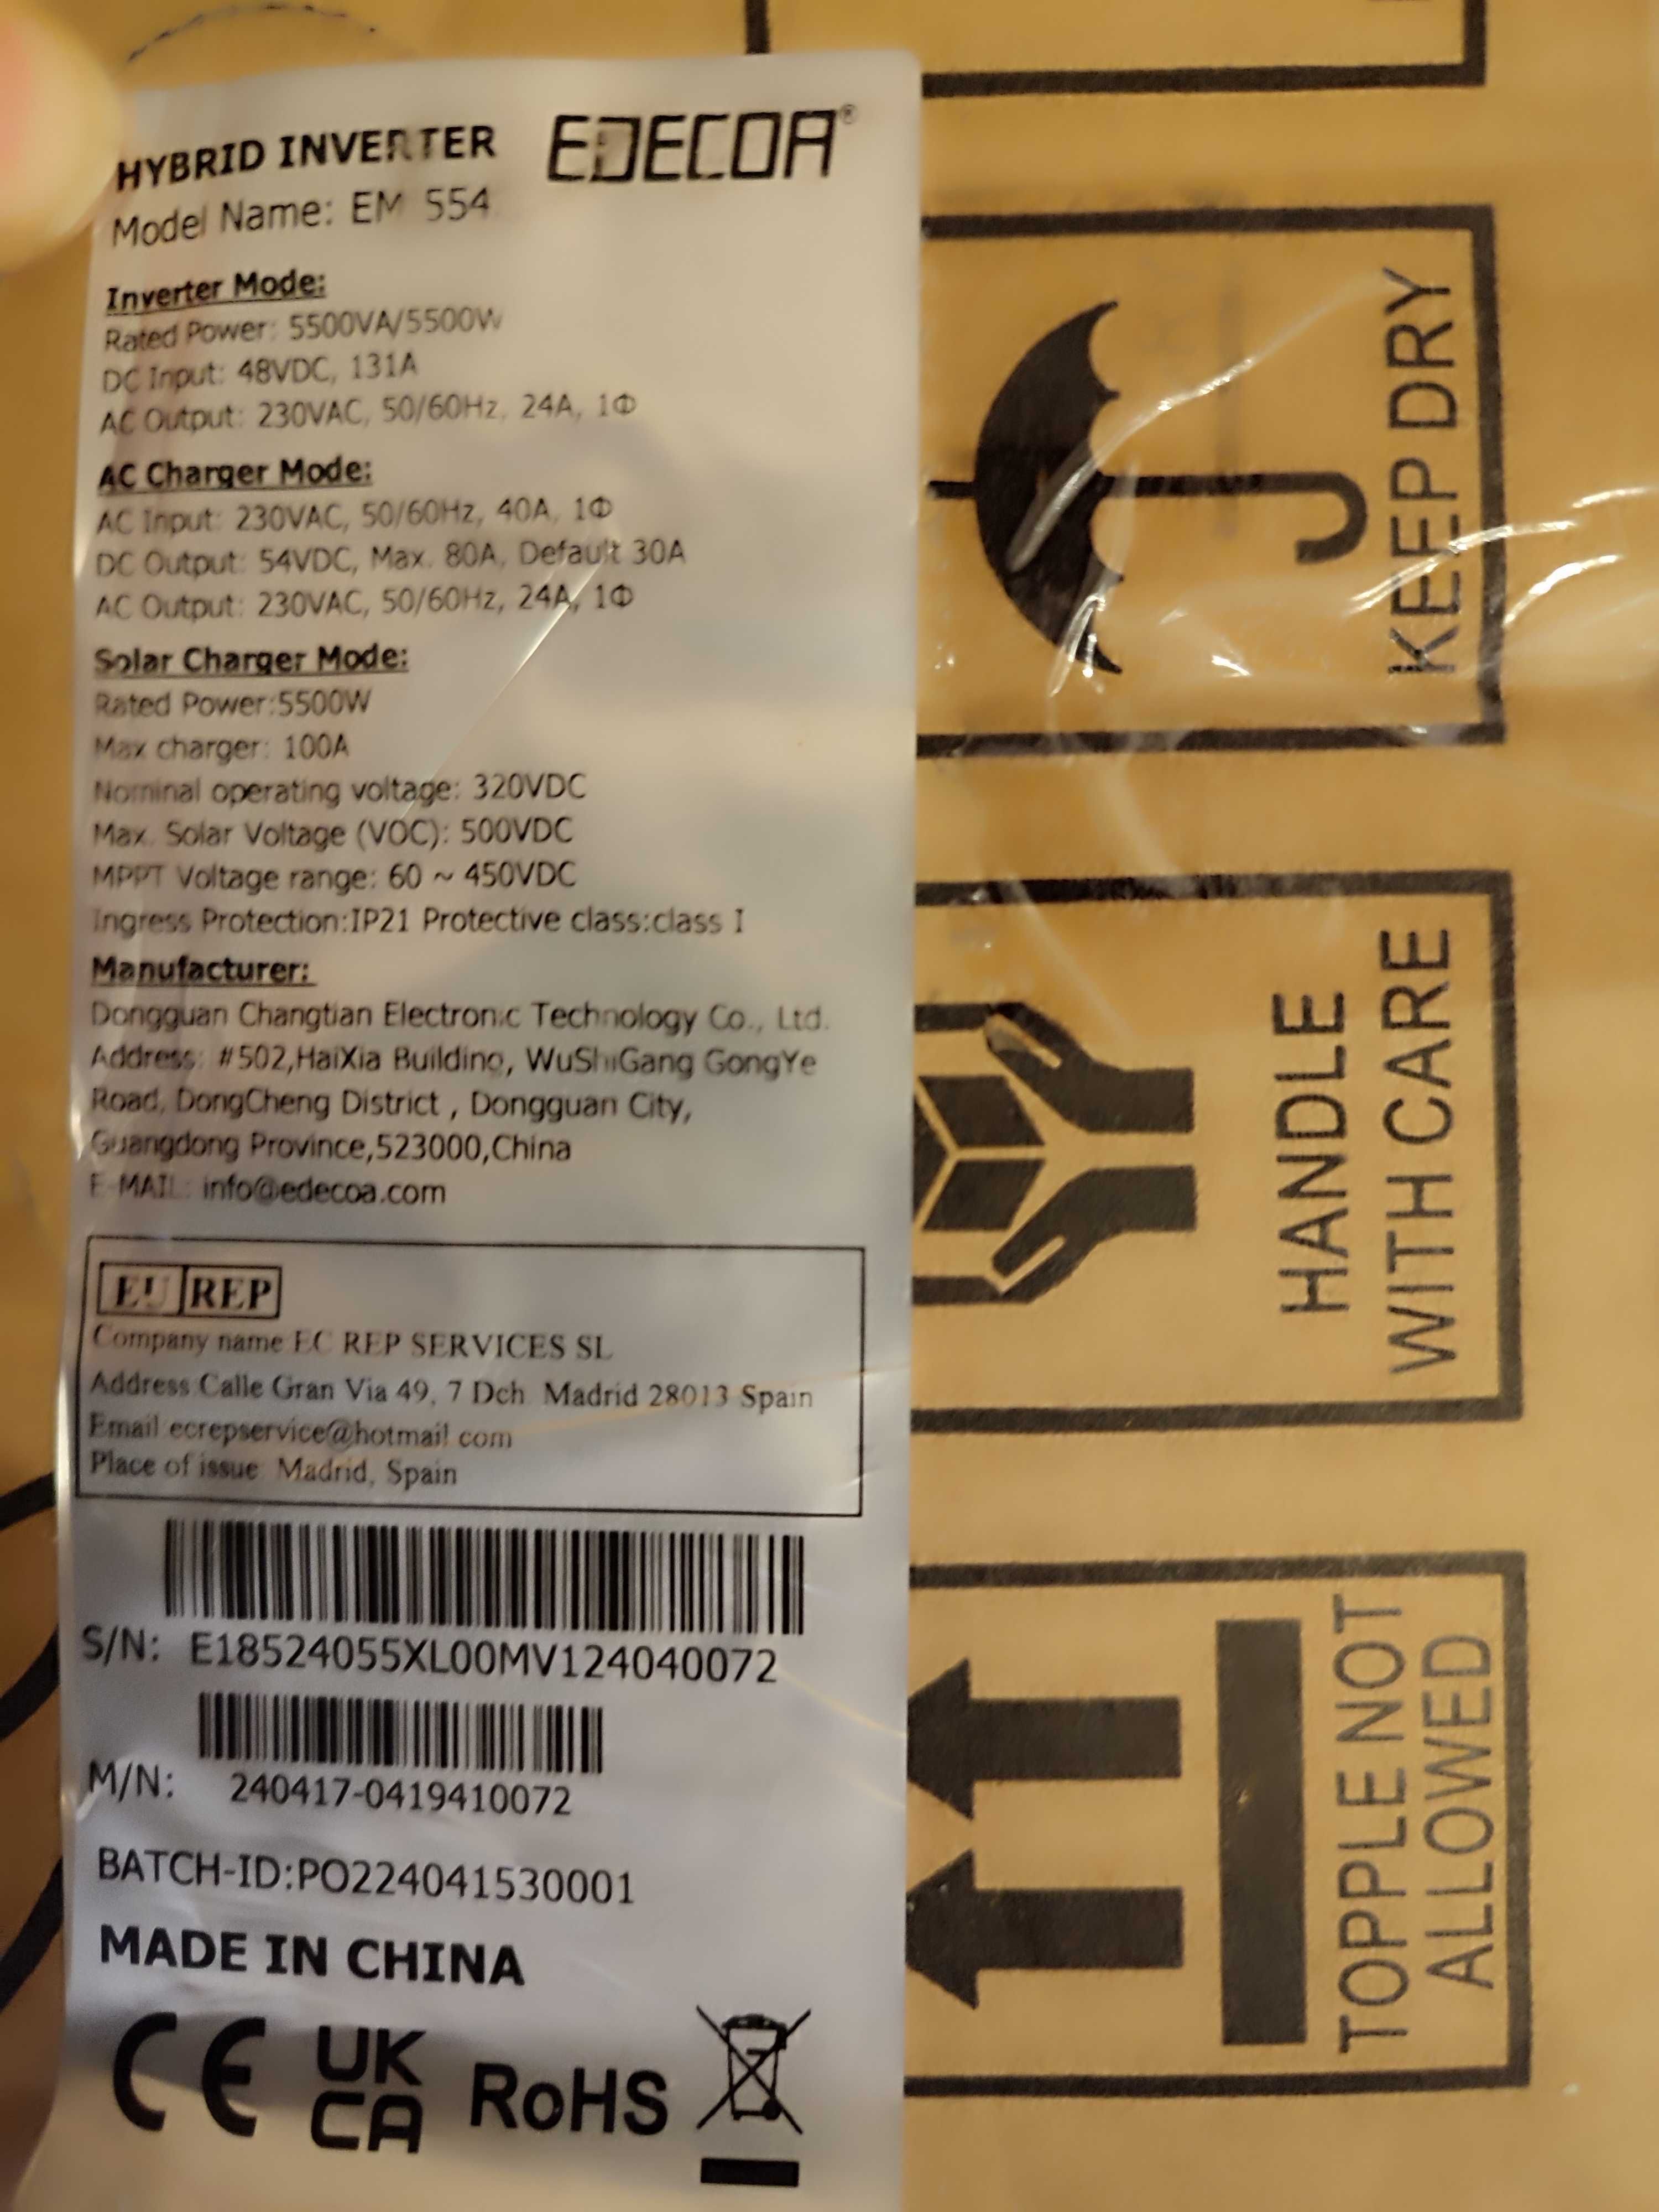 HYBRID INVERTER EDECOA®
Model Name: EM 554
Inverter Mode:
Rated Power: 5500VA/5500W
DC Input: 48VDC, 131A
AC Output: 230VAC, 50/60Hz, 24A, 1Φ
AC Charger Mode:
AC Input: 230VAC, 50/60Hz, 40A, 1Φ
DC Output: 54VDC, Max. 80A, Default 30A
AC Output: 230VAC, 50/60Hz, 24A, 1Φ
Solar Charger Mode:
Rated Power:5500W
Max charger: 100A
Nominal operating voltage: 320VDC
Max. Solar Voltage (VOC): 500VDC
MPPT Voltage range: 60 ~ 450VDC
Ingress Protection:IP21 Protective class:class I
Manufacturer:
Dongguan Changtian Electronic Technology Co., Ltd.
Address: #502,HaiXia Building, WuShiGang GongYe
Road, DongCheng District , Dongguan City,
Guangdong Province,523000,China
E-MAIL: info@edecoa.com
EU REP
Company name EC REP SERVICES SL
Address:Calle Gran Via 49, 7 Dch. Madrid 28013 Spain
Email:ecrepservice@hotmail.com
Place of issue: Madrid, Spain
S/N: E18524055XL00MV124040072
M/N: 240417-0419410072
BATCH-ID:PO224041530001
MADE IN CHINA
CE UK
CA RoHS
KEEP DRY
HANDLE
WITH CARE
TOPPLE NOT
ALLOWED